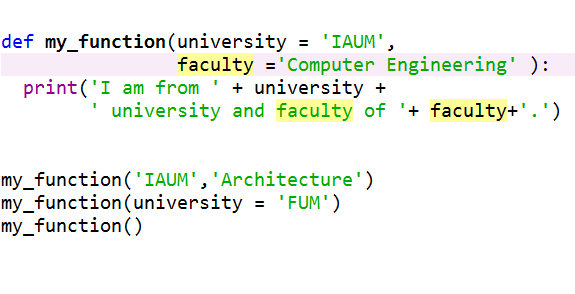 def my_function(university = 'IAUM',
faculty ='Computer Engineering' ):
print('I am from ' + university +
' university and faculty of '+ faculty+'.')
my_function('IAUM','Architecture')
my_function(university = 'FUM')
my_function()